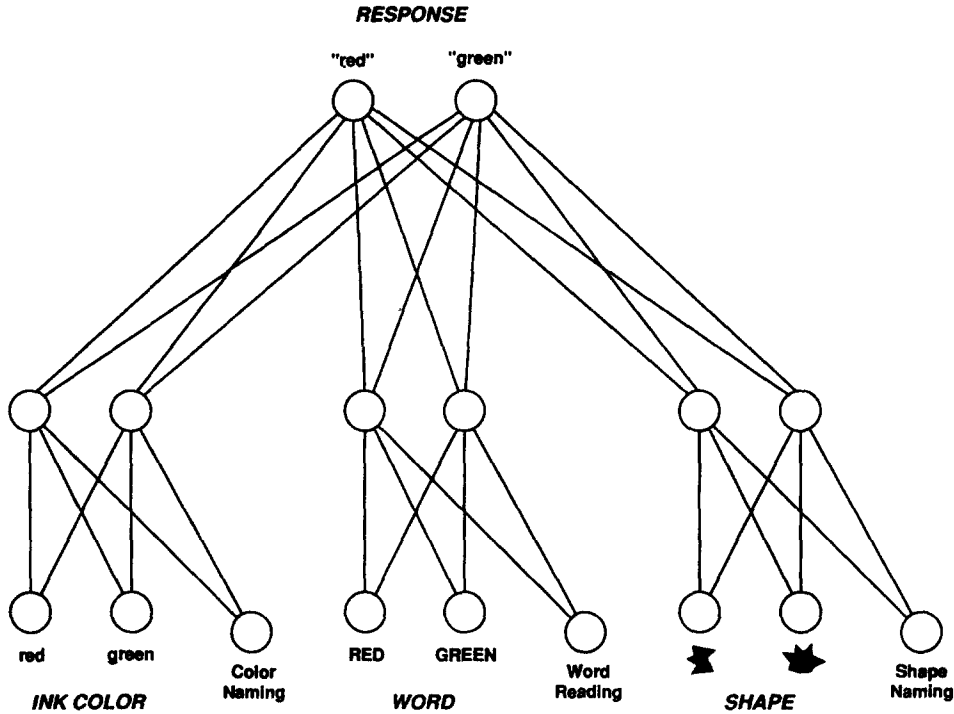 RESPONSE
"red" "green"
red green
Color
Naming
RED GREEN
Word
Reading
Shape
Naming
INK COLOR WORD SHAPE